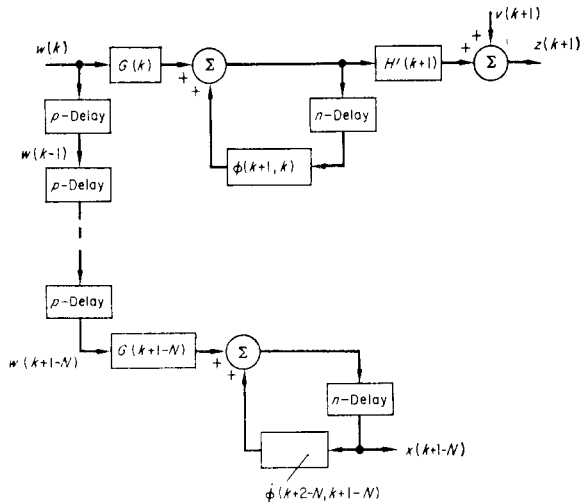 v(k+1)
w(k)
G(k)
+
+
Σ
H'(k+1)
+
+
Σ
z(k+1)
p-Delay
n-Delay
w(k-1)
ϕ(k+1,k)
p-Delay
p-Delay
w(k+1-N)
G(k+1-N)
+
+
Σ
n-Delay
x(k+1-N)
ϕ(k+2-N,k+1-N)